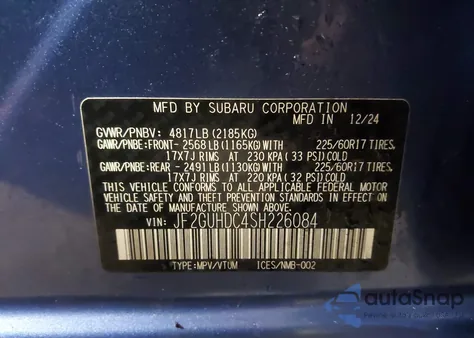 MFD BY SUBARU CORPORATION
MFD IN 12/24
GVWR/PNBV: 4817LB (2185KG)
GAWR/PNBE:FRONT- 2568LB (1165KG) WITH 225/60R17 TIRES
17X7J RIMS AT 230 KPA (33 PSI) COLD
GAWR/PNBE:REAR - 2491LB (1130KG) WITH 225/60R17 TIRES
17X7J RIMS AT 220 KPA (32 PSI) COLD
THIS VEHICLE CONFORMS TO ALL APPLICABLE FEDERAL MOTOR
VEHICLE SAFETY, BUMPER, AND THEFT PREVENTION STANDARDS
IN EFFECT ON THE DATE OF MANUFACTURE SHOWN ABOVE.
VIN: JF2GUHDC4SH226084
TYPE:MPV/VTUM ICES/NMB-002
autoSnap